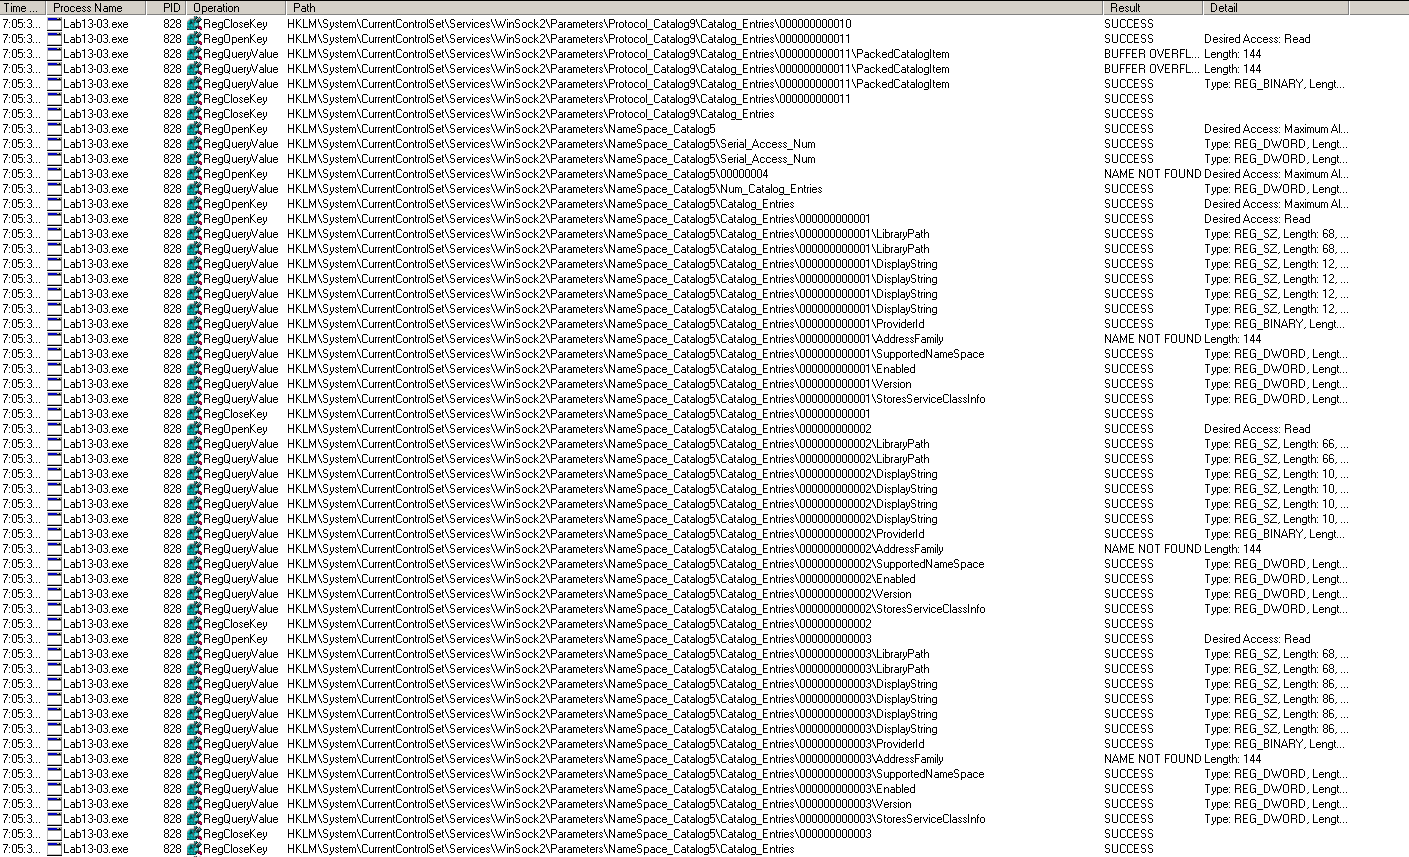 Time ... Process Name PID Operation Path Result Detail
7:05:3... Lab13-03.exe 828 RegCloseKey HKLM\System\CurrentControlSet\Services\WinSock2\Parameters\Protocol_Catalog9\Catalog_Entries\000000000010 SUCCESS
7:05:3... Lab13-03.exe 828 RegOpenKey HKLM\System\CurrentControlSet\Services\WinSock2\Parameters\Protocol_Catalog9\Catalog_Entries\000000000011 SUCCESS Desired Access: Read
7:05:3... Lab13-03.exe 828 RegQueryValue HKLM\System\CurrentControlSet\Services\WinSock2\Parameters\Protocol_Catalog9\Catalog_Entries\000000000011\PackedCatalogItem BUFFER OVERFL... Length: 144
7:05:3... Lab13-03.exe 828 RegQueryValue HKLM\System\CurrentControlSet\Services\WinSock2\Parameters\Protocol_Catalog9\Catalog_Entries\000000000011\PackedCatalogItem BUFFER OVERFL... Length: 144
7:05:3... Lab13-03.exe 828 RegQueryValue HKLM\System\CurrentControlSet\Services\WinSock2\Parameters\Protocol_Catalog9\Catalog_Entries\000000000011\PackedCatalogItem SUCCESS Type: REG_BINARY, Lengt...
7:05:3... Lab13-03.exe 828 RegCloseKey HKLM\System\CurrentControlSet\Services\WinSock2\Parameters\Protocol_Catalog9\Catalog_Entries\000000000011 SUCCESS
7:05:3... Lab13-03.exe 828 RegCloseKey HKLM\System\CurrentControlSet\Services\WinSock2\Parameters\Protocol_Catalog9\Catalog_Entries SUCCESS
7:05:3... Lab13-03.exe 828 RegOpenKey HKLM\System\CurrentControlSet\Services\WinSock2\Parameters\NameSpace_Catalog5 SUCCESS Desired Access: Maximum Al...
7:05:3... Lab13-03.exe 828 RegQueryValue HKLM\System\CurrentControlSet\Services\WinSock2\Parameters\NameSpace_Catalog5\Serial_Access_Num SUCCESS Type: REG_DWORD, Lengt...
7:05:3... Lab13-03.exe 828 RegQueryValue HKLM\System\CurrentControlSet\Services\WinSock2\Parameters\NameSpace_Catalog5\Serial_Access_Num SUCCESS Type: REG_DWORD, Lengt...
7:05:3... Lab13-03.exe 828 RegOpenKey HKLM\System\CurrentControlSet\Services\WinSock2\Parameters\NameSpace_Catalog5\00000004 NAME NOT FOUND Desired Access: Maximum Al...
7:05:3... Lab13-03.exe 828 RegQueryValue HKLM\System\CurrentControlSet\Services\WinSock2\Parameters\NameSpace_Catalog5\Num_Catalog_Entries SUCCESS Type: REG_DWORD, Lengt...
7:05:3... Lab13-03.exe 828 RegOpenKey HKLM\System\CurrentControlSet\Services\WinSock2\Parameters\NameSpace_Catalog5\Catalog_Entries SUCCESS Desired Access: Maximum Al...
7:05:3... Lab13-03.exe 828 RegOpenKey HKLM\System\CurrentControlSet\Services\WinSock2\Parameters\NameSpace_Catalog5\Catalog_Entries\000000000001 SUCCESS Desired Access: Read
7:05:3... Lab13-03.exe 828 RegQueryValue HKLM\System\CurrentControlSet\Services\WinSock2\Parameters\NameSpace_Catalog5\Catalog_Entries\000000000001\LibraryPath SUCCESS Type: REG_SZ, Length: 68, ...
7:05:3... Lab13-03.exe 828 RegQueryValue HKLM\System\CurrentControlSet\Services\WinSock2\Parameters\NameSpace_Catalog5\Catalog_Entries\000000000001\LibraryPath SUCCESS Type: REG_SZ, Length: 68, ...
7:05:3... Lab13-03.exe 828 RegQueryValue HKLM\System\CurrentControlSet\Services\WinSock2\Parameters\NameSpace_Catalog5\Catalog_Entries\000000000001\DisplayString SUCCESS Type: REG_SZ, Length: 12, ...
7:05:3... Lab13-03.exe 828 RegQueryValue HKLM\System\CurrentControlSet\Services\WinSock2\Parameters\NameSpace_Catalog5\Catalog_Entries\000000000001\DisplayString SUCCESS Type: REG_SZ, Length: 12, ...
7:05:3... Lab13-03.exe 828 RegQueryValue HKLM\System\CurrentControlSet\Services\WinSock2\Parameters\NameSpace_Catalog5\Catalog_Entries\000000000001\DisplayString SUCCESS Type: REG_SZ, Length: 12, ...
7:05:3... Lab13-03.exe 828 RegQueryValue HKLM\System\CurrentControlSet\Services\WinSock2\Parameters\NameSpace_Catalog5\Catalog_Entries\000000000001\DisplayString SUCCESS Type: REG_SZ, Length: 12, ...
7:05:3... Lab13-03.exe 828 RegQueryValue HKLM\System\CurrentControlSet\Services\WinSock2\Parameters\NameSpace_Catalog5\Catalog_Entries\000000000001\ProviderId SUCCESS Type: REG_BINARY, Lengt...
7:05:3... Lab13-03.exe 828 RegQueryValue HKLM\System\CurrentControlSet\Services\WinSock2\Parameters\NameSpace_Catalog5\Catalog_Entries\000000000001\AddressFamily NAME NOT FOUND Length: 144
7:05:3... Lab13-03.exe 828 RegQueryValue HKLM\System\CurrentControlSet\Services\WinSock2\Parameters\NameSpace_Catalog5\Catalog_Entries\000000000001\SupportedNameSpace SUCCESS Type: REG_DWORD, Lengt...
7:05:3... Lab13-03.exe 828 RegQueryValue HKLM\System\CurrentControlSet\Services\WinSock2\Parameters\NameSpace_Catalog5\Catalog_Entries\000000000001\Enabled SUCCESS Type: REG_DWORD, Lengt...
7:05:3... Lab13-03.exe 828 RegQueryValue HKLM\System\CurrentControlSet\Services\WinSock2\Parameters\NameSpace_Catalog5\Catalog_Entries\000000000001\Version SUCCESS Type: REG_DWORD, Lengt...
7:05:3... Lab13-03.exe 828 RegQueryValue HKLM\System\CurrentControlSet\Services\WinSock2\Parameters\NameSpace_Catalog5\Catalog_Entries\000000000001\StoresServiceClassInfo SUCCESS Type: REG_DWORD, Lengt...
7:05:3... Lab13-03.exe 828 RegCloseKey HKLM\System\CurrentControlSet\Services\WinSock2\Parameters\NameSpace_Catalog5\Catalog_Entries\000000000001 SUCCESS
7:05:3... Lab13-03.exe 828 RegOpenKey HKLM\System\CurrentControlSet\Services\WinSock2\Parameters\NameSpace_Catalog5\Catalog_Entries\000000000002 SUCCESS Desired Access: Read
7:05:3... Lab13-03.exe 828 RegQueryValue HKLM\System\CurrentControlSet\Services\WinSock2\Parameters\NameSpace_Catalog5\Catalog_Entries\000000000002\LibraryPath SUCCESS Type: REG_SZ, Length: 66, ...
7:05:3... Lab13-03.exe 828 RegQueryValue HKLM\System\CurrentControlSet\Services\WinSock2\Parameters\NameSpace_Catalog5\Catalog_Entries\000000000002\LibraryPath SUCCESS Type: REG_SZ, Length: 66, ...
7:05:3... Lab13-03.exe 828 RegQueryValue HKLM\System\CurrentControlSet\Services\WinSock2\Parameters\NameSpace_Catalog5\Catalog_Entries\000000000002\DisplayString SUCCESS Type: REG_SZ, Length: 10, ...
7:05:3... Lab13-03.exe 828 RegQueryValue HKLM\System\CurrentControlSet\Services\WinSock2\Parameters\NameSpace_Catalog5\Catalog_Entries\000000000002\DisplayString SUCCESS Type: REG_SZ, Length: 10, ...
7:05:3... Lab13-03.exe 828 RegQueryValue HKLM\System\CurrentControlSet\Services\WinSock2\Parameters\NameSpace_Catalog5\Catalog_Entries\000000000002\DisplayString SUCCESS Type: REG_SZ, Length: 10, ...
7:05:3... Lab13-03.exe 828 RegQueryValue HKLM\System\CurrentControlSet\Services\WinSock2\Parameters\NameSpace_Catalog5\Catalog_Entries\000000000002\DisplayString SUCCESS Type: REG_SZ, Length: 10, ...
7:05:3... Lab13-03.exe 828 RegQueryValue HKLM\System\CurrentControlSet\Services\WinSock2\Parameters\NameSpace_Catalog5\Catalog_Entries\000000000002\ProviderId SUCCESS Type: REG_BINARY, Lengt...
7:05:3... Lab13-03.exe 828 RegQueryValue HKLM\System\CurrentControlSet\Services\WinSock2\Parameters\NameSpace_Catalog5\Catalog_Entries\000000000002\AddressFamily NAME NOT FOUND Length: 144
7:05:3... Lab13-03.exe 828 RegQueryValue HKLM\System\CurrentControlSet\Services\WinSock2\Parameters\NameSpace_Catalog5\Catalog_Entries\000000000002\SupportedNameSpace SUCCESS Type: REG_DWORD, Lengt...
7:05:3... Lab13-03.exe 828 RegQueryValue HKLM\System\CurrentControlSet\Services\WinSock2\Parameters\NameSpace_Catalog5\Catalog_Entries\000000000002\Enabled SUCCESS Type: REG_DWORD, Lengt...
7:05:3... Lab13-03.exe 828 RegQueryValue HKLM\System\CurrentControlSet\Services\WinSock2\Parameters\NameSpace_Catalog5\Catalog_Entries\000000000002\Version SUCCESS Type: REG_DWORD, Lengt...
7:05:3... Lab13-03.exe 828 RegQueryValue HKLM\System\CurrentControlSet\Services\WinSock2\Parameters\NameSpace_Catalog5\Catalog_Entries\000000000002\StoresServiceClassInfo SUCCESS Type: REG_DWORD, Lengt...
7:05:3... Lab13-03.exe 828 RegCloseKey HKLM\System\CurrentControlSet\Services\WinSock2\Parameters\NameSpace_Catalog5\Catalog_Entries\000000000002 SUCCESS
7:05:3... Lab13-03.exe 828 RegOpenKey HKLM\System\CurrentControlSet\Services\WinSock2\Parameters\NameSpace_Catalog5\Catalog_Entries\000000000003 SUCCESS Desired Access: Read
7:05:3... Lab13-03.exe 828 RegQueryValue HKLM\System\CurrentControlSet\Services\WinSock2\Parameters\NameSpace_Catalog5\Catalog_Entries\000000000003\LibraryPath SUCCESS Type: REG_SZ, Length: 68, ...
7:05:3... Lab13-03.exe 828 RegQueryValue HKLM\System\CurrentControlSet\Services\WinSock2\Parameters\NameSpace_Catalog5\Catalog_Entries\000000000003\LibraryPath SUCCESS Type: REG_SZ, Length: 68, ...
7:05:3... Lab13-03.exe 828 RegQueryValue HKLM\System\CurrentControlSet\Services\WinSock2\Parameters\NameSpace_Catalog5\Catalog_Entries\000000000003\DisplayString SUCCESS Type: REG_SZ, Length: 86, ...
7:05:3... Lab13-03.exe 828 RegQueryValue HKLM\System\CurrentControlSet\Services\WinSock2\Parameters\NameSpace_Catalog5\Catalog_Entries\000000000003\DisplayString SUCCESS Type: REG_SZ, Length: 86, ...
7:05:3... Lab13-03.exe 828 RegQueryValue HKLM\System\CurrentControlSet\Services\WinSock2\Parameters\NameSpace_Catalog5\Catalog_Entries\000000000003\DisplayString SUCCESS Type: REG_SZ, Length: 86, ...
7:05:3... Lab13-03.exe 828 RegQueryValue HKLM\System\CurrentControlSet\Services\WinSock2\Parameters\NameSpace_Catalog5\Catalog_Entries\000000000003\DisplayString SUCCESS Type: REG_SZ, Length: 86, ...
7:05:3... Lab13-03.exe 828 RegQueryValue HKLM\System\CurrentControlSet\Services\WinSock2\Parameters\NameSpace_Catalog5\Catalog_Entries\000000000003\ProviderId SUCCESS Type: REG_BINARY, Lengt...
7:05:3... Lab13-03.exe 828 RegQueryValue HKLM\System\CurrentControlSet\Services\WinSock2\Parameters\NameSpace_Catalog5\Catalog_Entries\000000000003\AddressFamily NAME NOT FOUND Length: 144
7:05:3... Lab13-03.exe 828 RegQueryValue HKLM\System\CurrentControlSet\Services\WinSock2\Parameters\NameSpace_Catalog5\Catalog_Entries\000000000003\SupportedNameSpace SUCCESS Type: REG_DWORD, Lengt...
7:05:3... Lab13-03.exe 828 RegQueryValue HKLM\System\CurrentControlSet\Services\WinSock2\Parameters\NameSpace_Catalog5\Catalog_Entries\000000000003\Enabled SUCCESS Type: REG_DWORD, Lengt...
7:05:3... Lab13-03.exe 828 RegQueryValue HKLM\System\CurrentControlSet\Services\WinSock2\Parameters\NameSpace_Catalog5\Catalog_Entries\000000000003\Version SUCCESS Type: REG_DWORD, Lengt...
7:05:3... Lab13-03.exe 828 RegQueryValue HKLM\System\CurrentControlSet\Services\WinSock2\Parameters\NameSpace_Catalog5\Catalog_Entries\000000000003\StoresServiceClassInfo SUCCESS Type: REG_DWORD, Lengt...
7:05:3... Lab13-03.exe 828 RegCloseKey HKLM\System\CurrentControlSet\Services\WinSock2\Parameters\NameSpace_Catalog5\Catalog_Entries\000000000003 SUCCESS
7:05:3... Lab13-03.exe 828 RegCloseKey HKLM\System\CurrentControlSet\Services\WinSock2\Parameters\NameSpace_Catalog5\Catalog_Entries SUCCESS